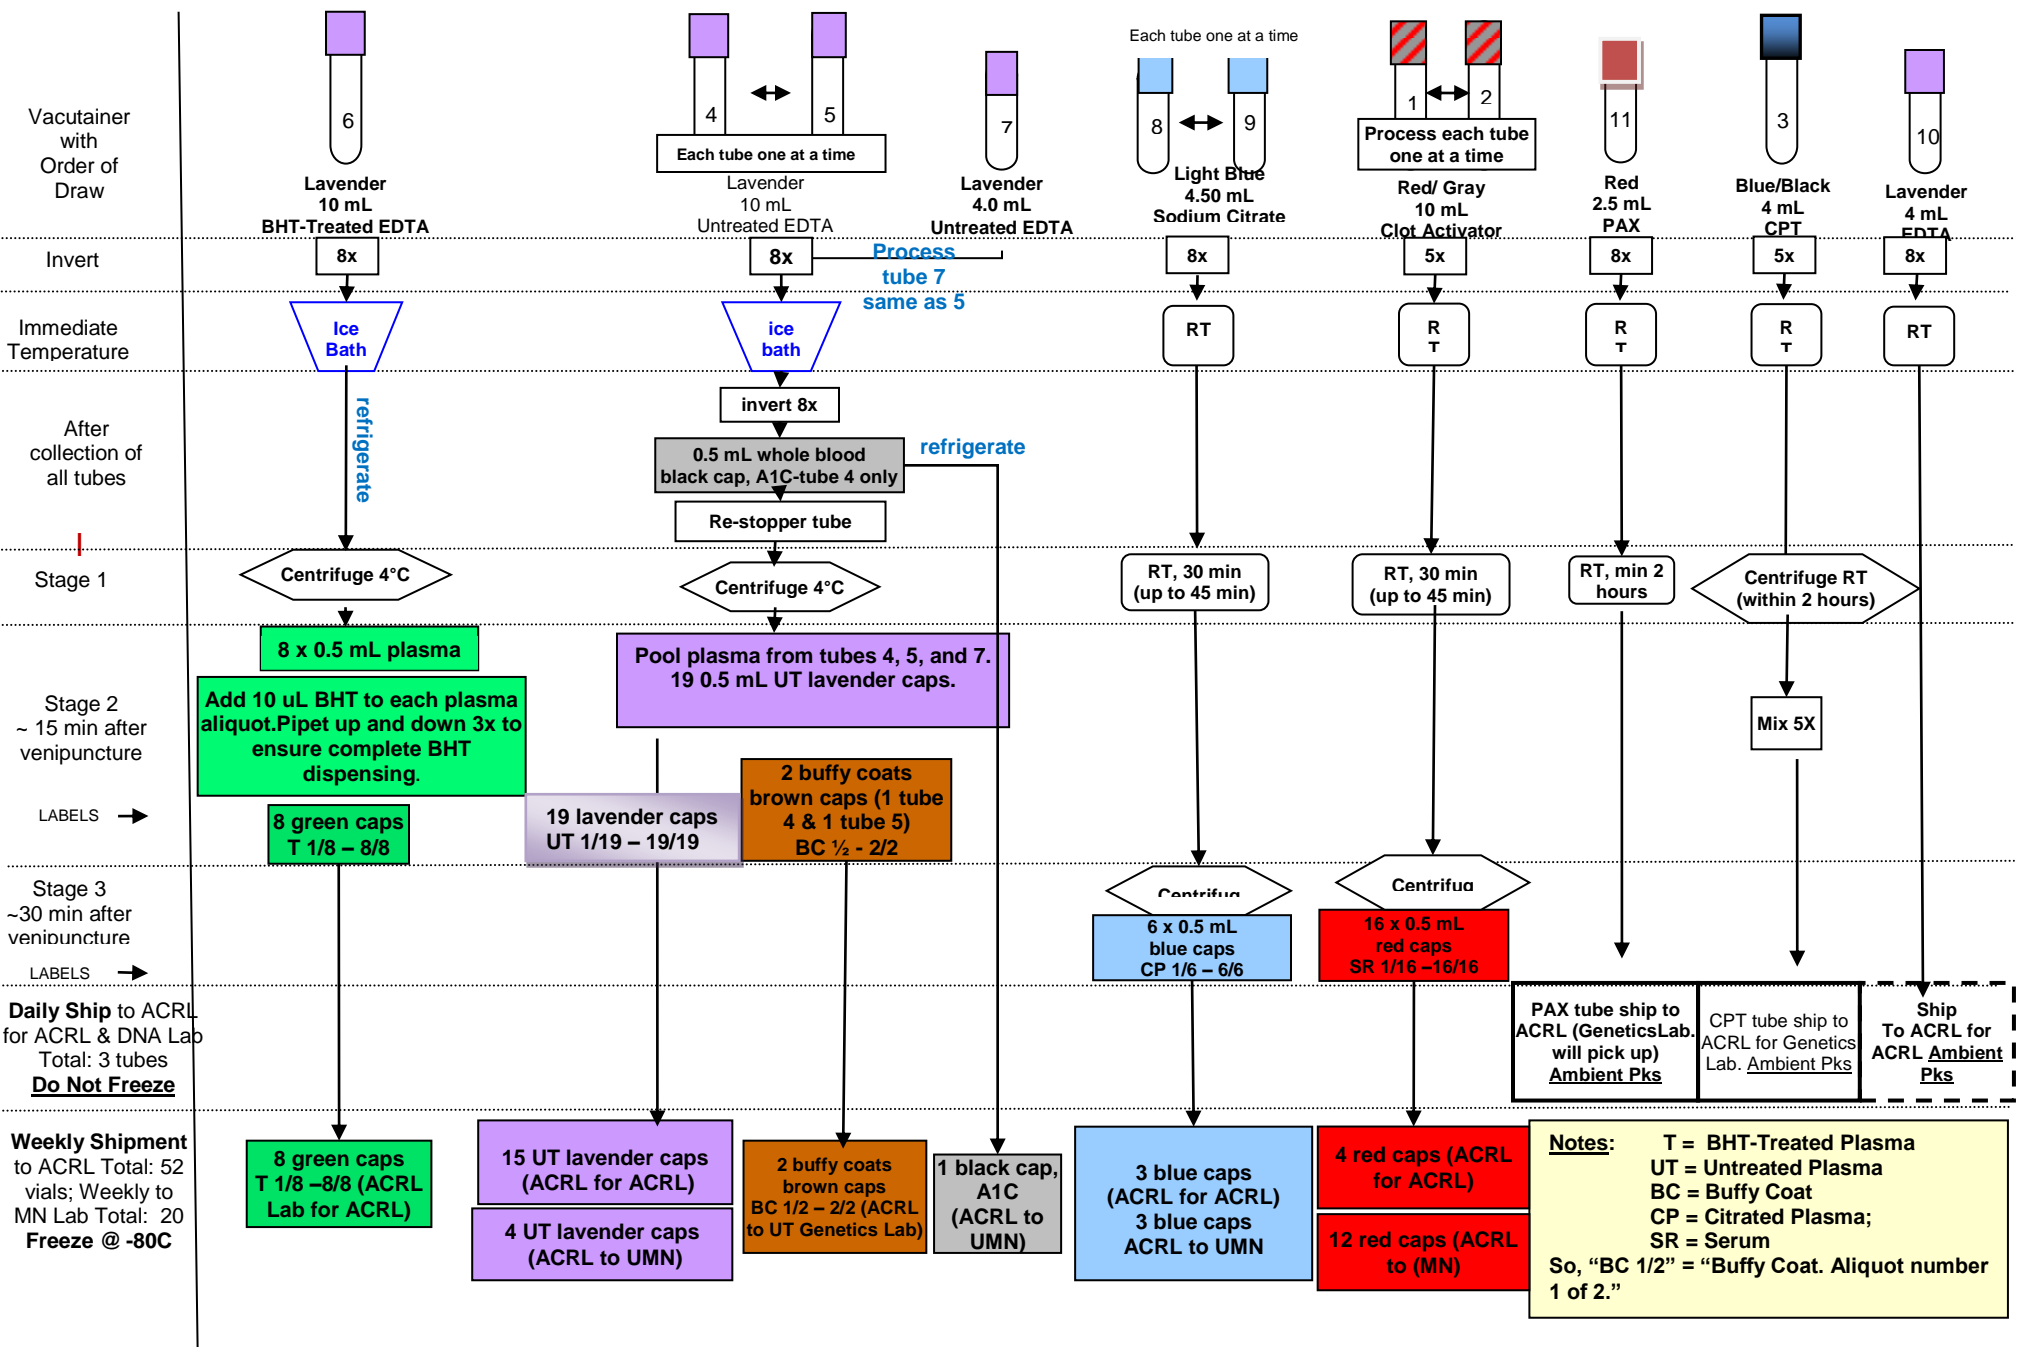 Vacutainer
with
Order of
Draw
6
Lavender
10 mL
BHT-Treated EDTA
4
5
Each tube one at a time
Lavender
10 mL
Untreated EDTA
7
Lavender
4.0 mL
Untreated EDTA
Each tube one at a time
8
9
Light Blue
4.50 mL
Sodium Citrate
1
2
Process each tube
one at a time
Red/ Gray
10 mL
Clot Activator
11
Red
2.5 mL
PAX
3
Blue/Black
4 mL
CPT
10
Lavender
4 mL
EDTA
Invert
8x
8x
Process
tube 7
same as 5
8x
5x
8x
5x
8x
Immediate
Temperature
Ice
Bath
ice
bath
RT
R
T
R
T
R
T
RT
After
collection of
all tubes
refrigerate
invert 8x
0.5 mL whole blood
black cap, A1C-tube 4 only
refrigerate
Re-stopper tube
Stage 1
Centrifuge 4°C
Centrifuge 4°C
RT, 30 min
(up to 45 min)
RT, 30 min
(up to 45 min)
RT, min 2
hours
Centrifuge RT
(within 2 hours)
Stage 2
~ 15 min after
venipuncture
LABELS
8 x 0.5 mL plasma
Add 10 uL BHT to each plasma
aliquot.Pipet up and down 3x to
ensure complete BHT
dispensing.
8 green caps
T 1/8 – 8/8
Pool plasma from tubes 4, 5, and 7.
19 0.5 mL UT lavender caps.
19 lavender caps
UT 1/19 – 19/19
2 buffy coats
brown caps (1 tube
4 & 1 tube 5)
BC ½ - 2/2
Mix 5X
Stage 3
~30 min after
venipuncture
LABELS
Centrifug
6 x 0.5 mL
blue caps
CP 1/6 – 6/6
Centrifug
16 x 0.5 mL
red caps
SR 1/16 –16/16
Daily Ship to ACRL
for ACRL & DNA Lab
Total: 3 tubes
Do Not Freeze
PAX tube ship to
ACRL (GeneticsLab.
will pick up)
Ambient Pks
CPT tube ship to
ACRL for Genetics
Lab. Ambient Pks
Ship
To ACRL for
ACRL Ambient
Pks
Weekly Shipment
to ACRL Total: 52
vials; Weekly to
MN Lab Total: 20
Freeze @ -80C
8 green caps
T 1/8 –8/8 (ACRL
Lab for ACRL)
15 UT lavender caps
(ACRL for ACRL)
4 UT lavender caps
(ACRL to UMN)
2 buffy coats
brown caps
BC 1/2 – 2/2 (ACRL
to UT Genetics Lab)
1 black cap,
A1C
(ACRL to
UMN)
3 blue caps
(ACRL for ACRL)
3 blue caps
ACRL to UMN
4 red caps (ACRL
for ACRL)
12 red caps (ACRL
to (MN)
Notes: T = BHT-Treated Plasma
UT = Untreated Plasma
BC = Buffy Coat
CP = Citrated Plasma;
SR = Serum
So, “BC 1/2” = “Buffy Coat. Aliquot number
1 of 2.”